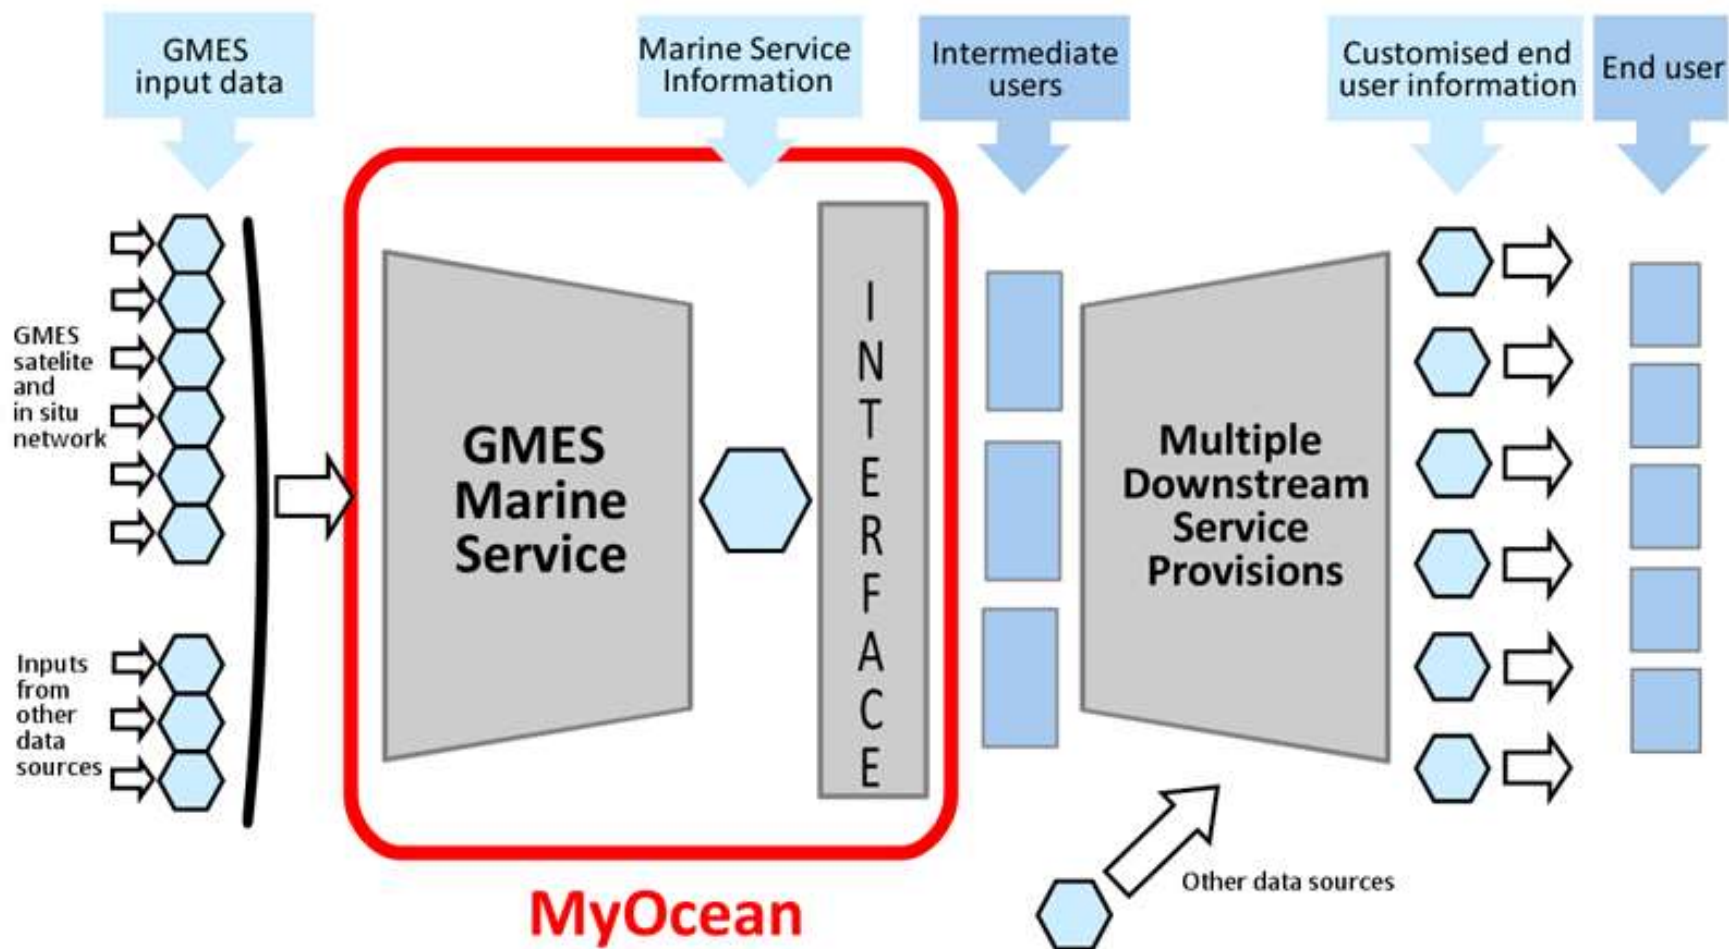 GMES
input data
Marine Service
Information
Intermediate
users
Customised end
user information
End user
GMES
satelite
and
in situ
network
Inputs
from
other
data
sources
GMES
Marine
Service
INTERFACE
Multiple
Downstream
Service
Provisions
Other data sources
MyOcean